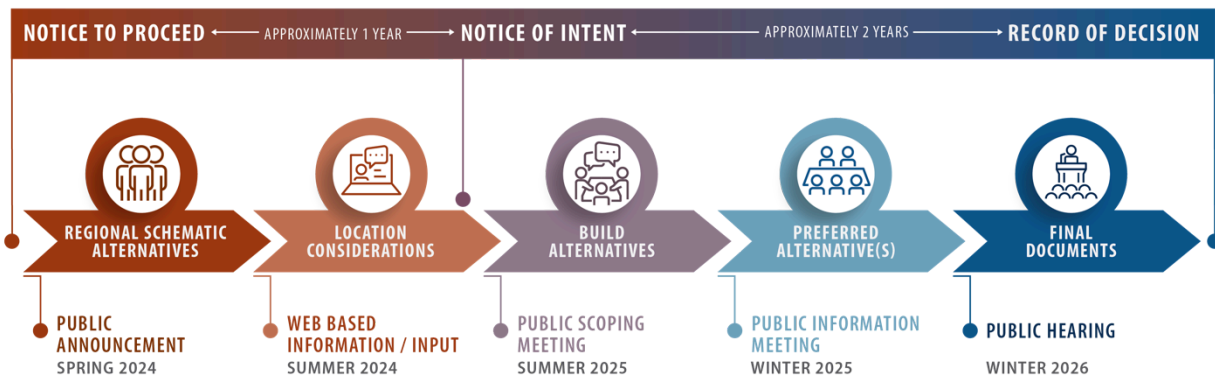 NOTICE TO PROCEED
APPROXIMATELY 1 YEAR
NOTICE OF INTENT
APPROXIMATELY 2 YEARS
RECORD OF DECISION
REGIONAL SCHEMATIC
ALTERNATIVES
LOCATION
CONSIDERATIONS
BUILD
ALTERNATIVES
PREFERRED
ALTERNATIVE(S)
FINAL
DOCUMENTS
PUBLIC
ANNOUNCEMENT
SPRING 2024
WEB BASED
INFORMATION / INPUT
SUMMER 2024
PUBLIC SCOPING
MEETING
SUMMER 2025
PUBLIC INFORMATION
MEETING
WINTER 2025
PUBLIC HEARING
WINTER 2026